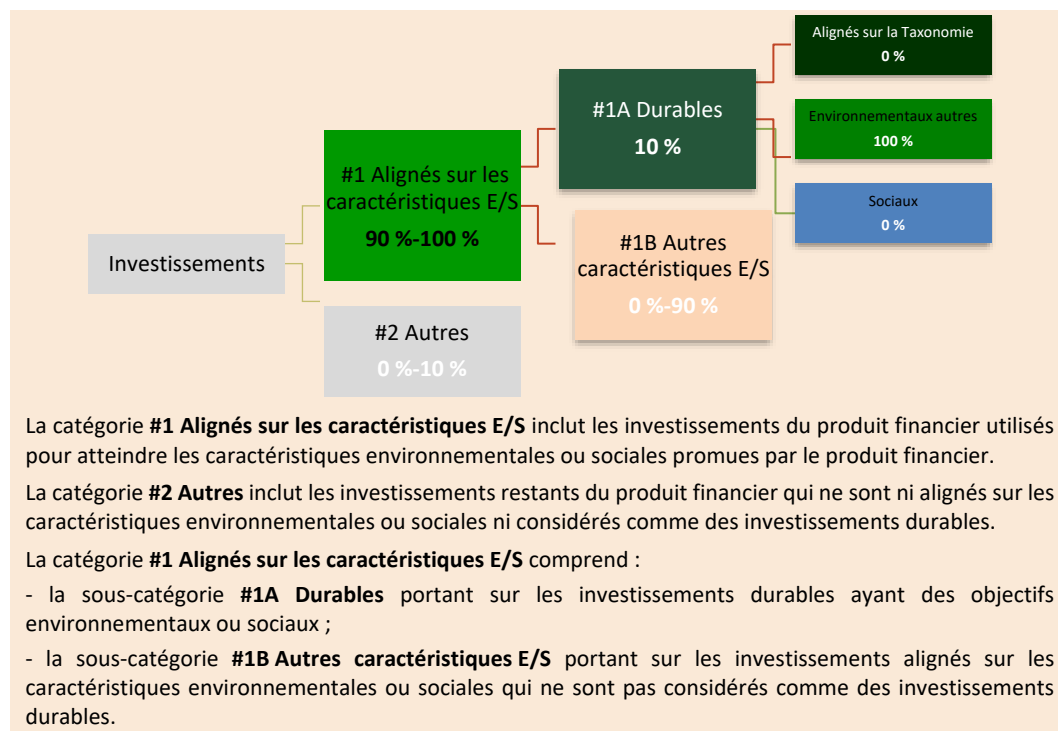 Alignés sur la Taxonomie
0 %
#1A Durables
10 %
Environnementaux autres
100 %
#1 Alignés sur les
caractéristiques E/S
90 %-100 %
Sociaux
0 %
Investissements
#1B Autres
caractéristiques E/S
0 %-90 %
#2 Autres
0 %-10 %
La catégorie #1 Alignés sur les caractéristiques E/S inclut les investissements du produit financier utilisés
pour atteindre les caractéristiques environnementales ou sociales promues par le produit financier.
La catégorie #2 Autres inclut les investissements restants du produit financier qui ne sont ni alignés sur les
caractéristiques environnementales ou sociales ni considérés comme des investissements durables.
La catégorie #1 Alignés sur les caractéristiques E/S comprend :
- la sous-catégorie #1A Durables portant sur les investissements durables ayant des objectifs
environnementaux ou sociaux ;
- la sous-catégorie #1B Autres caractéristiques E/S portant sur les investissements alignés sur les
caractéristiques environnementales ou sociales qui ne sont pas considérés comme des investissements
durables.